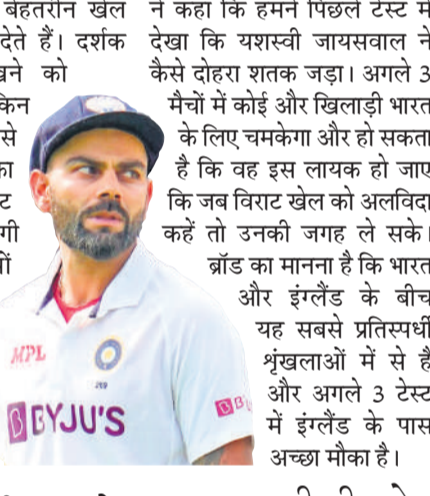 बेहतरीन खेल
देते हैं। दर्शक
को
से
ने कहा कि हमने पिछले टेस्ट में
देखा कि यशस्वी जायसवाल ने
कैसे दोहरा शतक जड़ा। अगले 3
मैचों में कोई और खिलाड़ी भारत
के लिए चमकेगा और हो सकता
है कि वह इस लायक हो जाए
कि जब विराट खेल को अलविदा
कहें तो उनकी जगह ले सके।
ब्रॉड का मानना है कि भारत
और इंग्लैंड के बीच
यह सबसे प्रतिस्पर्धी
शृंखलाओं में से है
और अगले 3 टेस्ट
में इंग्लैंड के पास
अच्छा मौका है।
MPL
BYJU'S